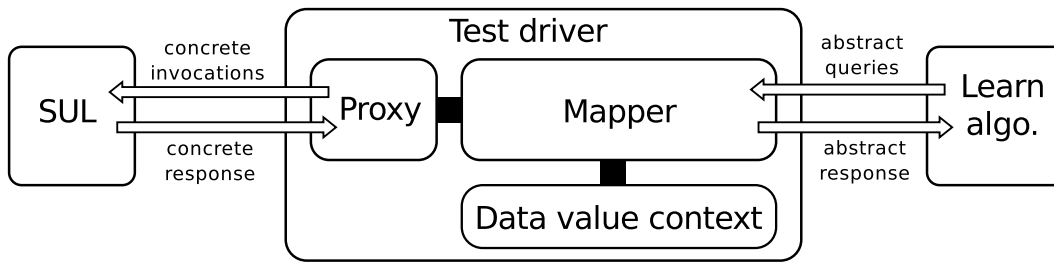 Test driver
concrete
invocations
abstract
queries
SUL
Proxy
Mapper
Learn
algo.
concrete
response
abstract
response
Data value context